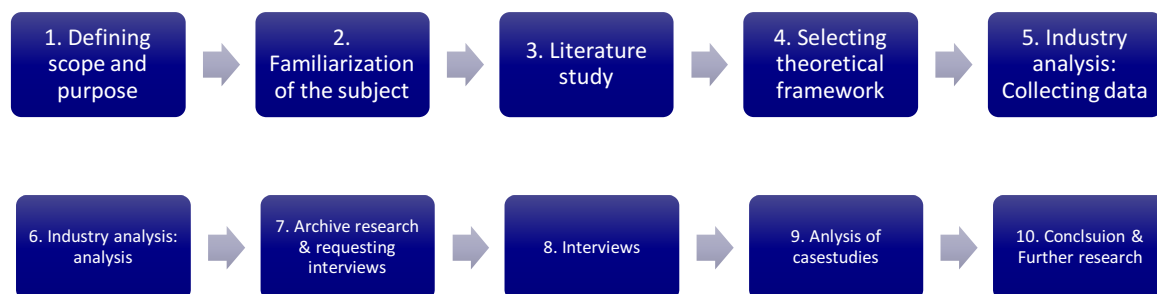 1. Defining
scope and
purpose
2.
Familiarization
of the subject
3. Literature
study
4. Selecting
theoretical
framework
5. Industry
analysis:
Collecting data
6. Industry analysis:
analysis
7. Archive research
& requesting
interviews
8. Interviews
9. Anlysis of
casestudies
10. Conclsuion &
Further research